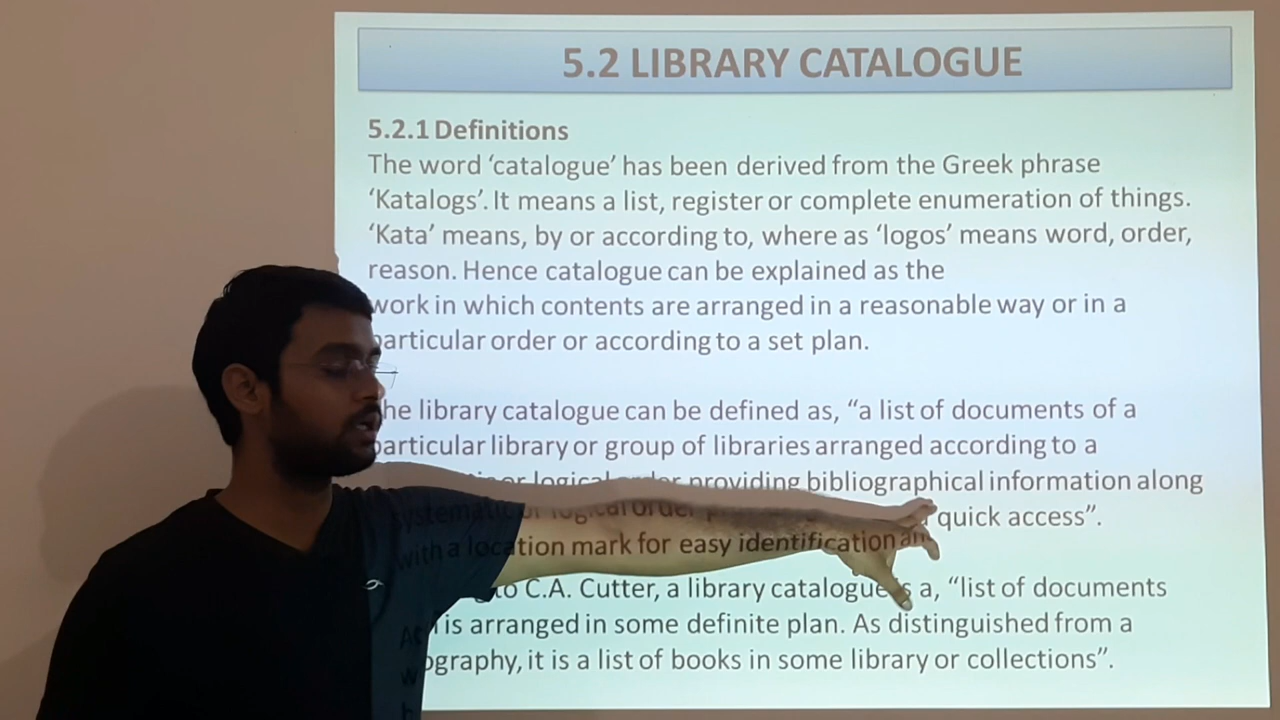 5.2 LIBRARY CATALOGUE
5.2.1 Definitions
The word ‘catalogue’ has been derived from the Greek phrase
‘Katalogs’. It means a list, register or complete enumeration of things.
‘Kata’ means, by or according to, where as ‘logos’ means word, order,
reason. Hence catalogue can be explained as the
work in which contents are arranged in a reasonable way or in a
particular order or according to a set plan.
The library catalogue can be defined as, “a list of documents of a
particular library or group of libraries arranged according to a
systematic or logical order providing bibliographical information along
with a location mark for easy identification and quick access”.
to C.A. Cutter, a library catalogue is a, “list of documents
is arranged in some definite plan. As distinguished from a
it is a list of books in some library or collections”.